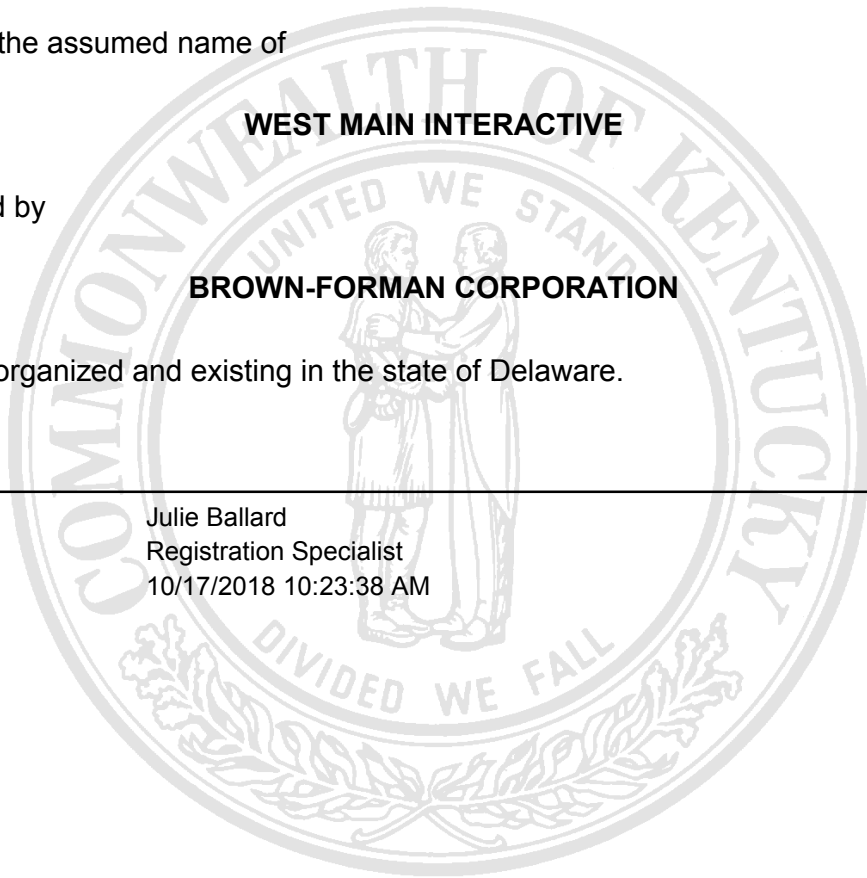 the assumed name of
WEST MAIN INTERACTIVE
by
BROWN-FORMAN CORPORATION
organized and existing in the state of Delaware.
Julie Ballard
Registration Specialist
10/17/2018 10:23:38 AM
COMMONWEALTH OF KENTUCKY
UNITED WE STAND
DIVIDED WE FALL